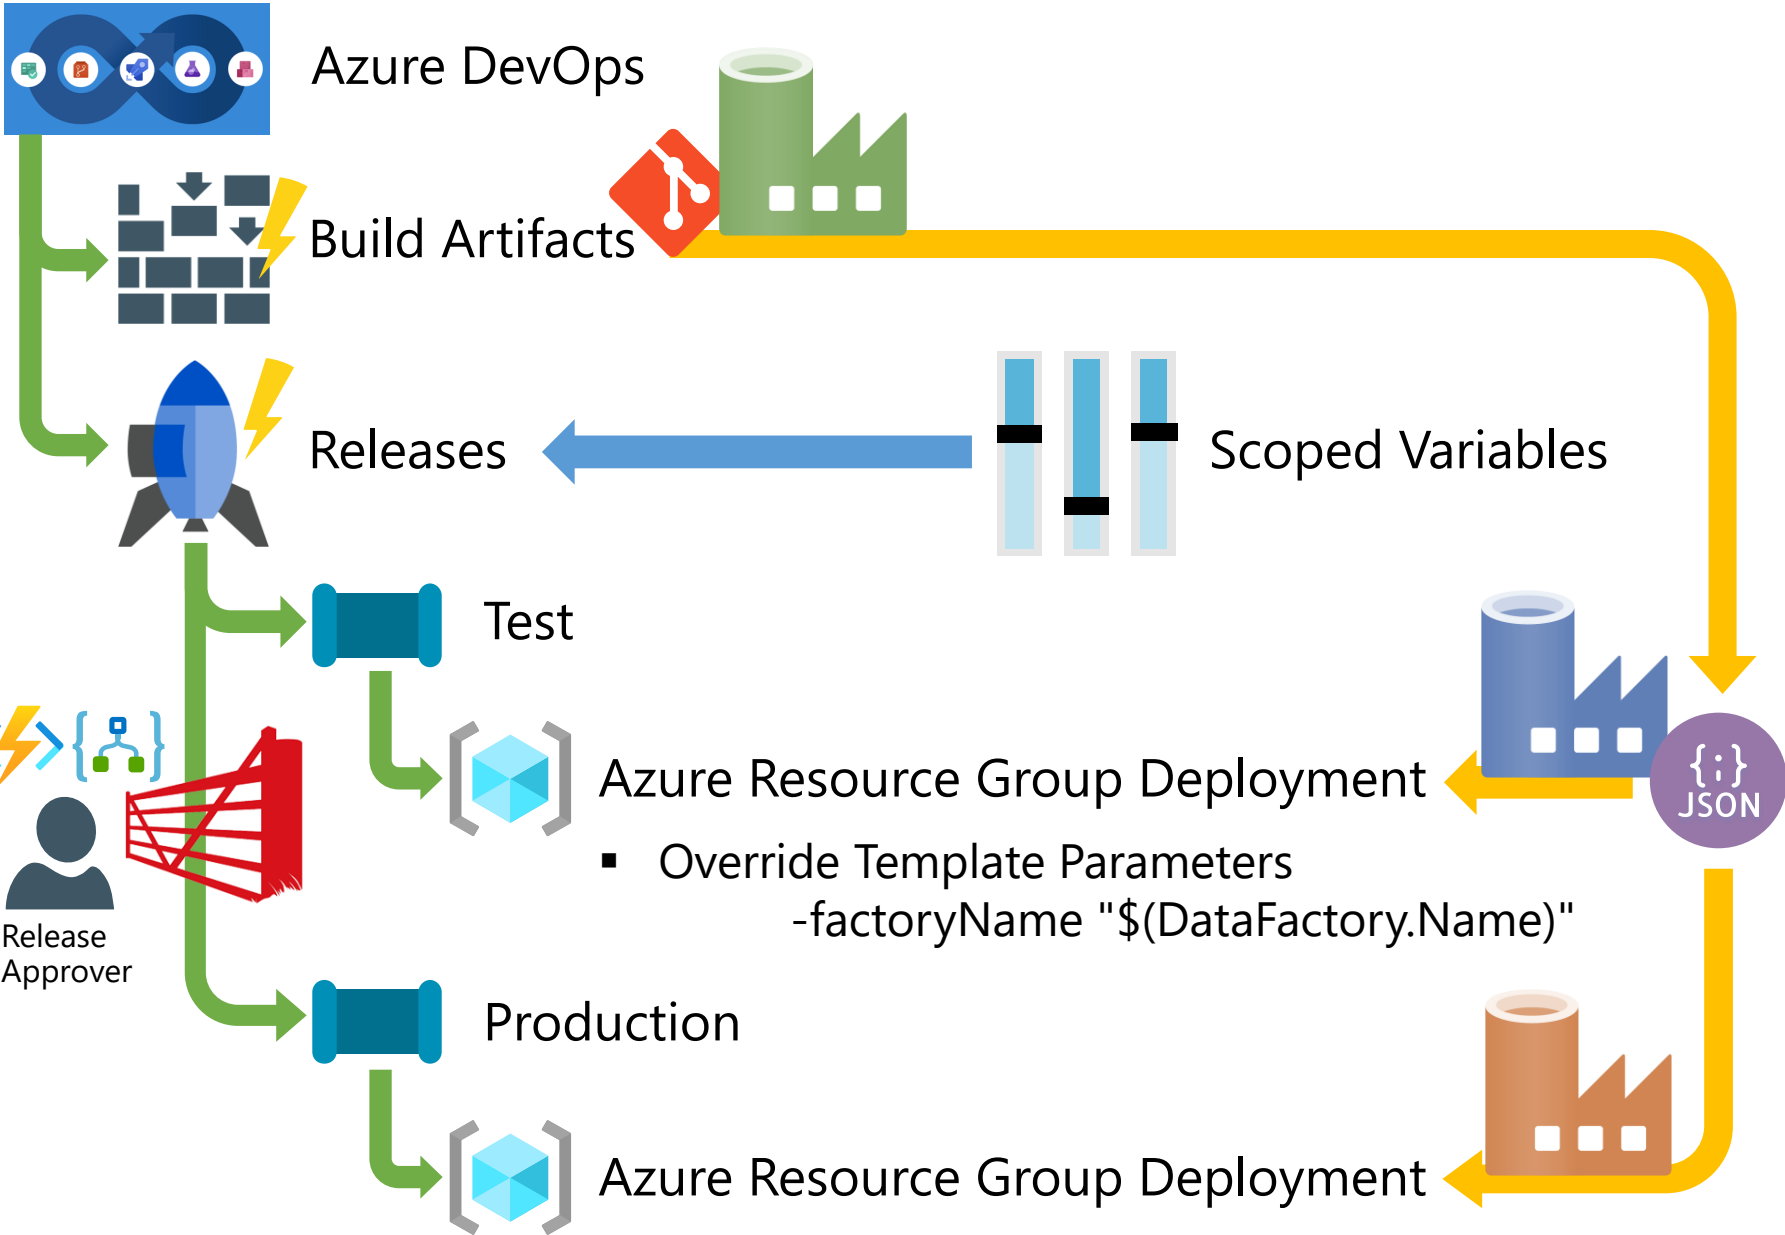 Azure DevOps
Build Artifacts
Releases
Scoped Variables
Test
Azure Resource Group Deployment
{;}
JSON
▪ Override Template Parameters
-factoryName "$(DataFactory.Name)"
Release
Approver
Production
Azure Resource Group Deployment